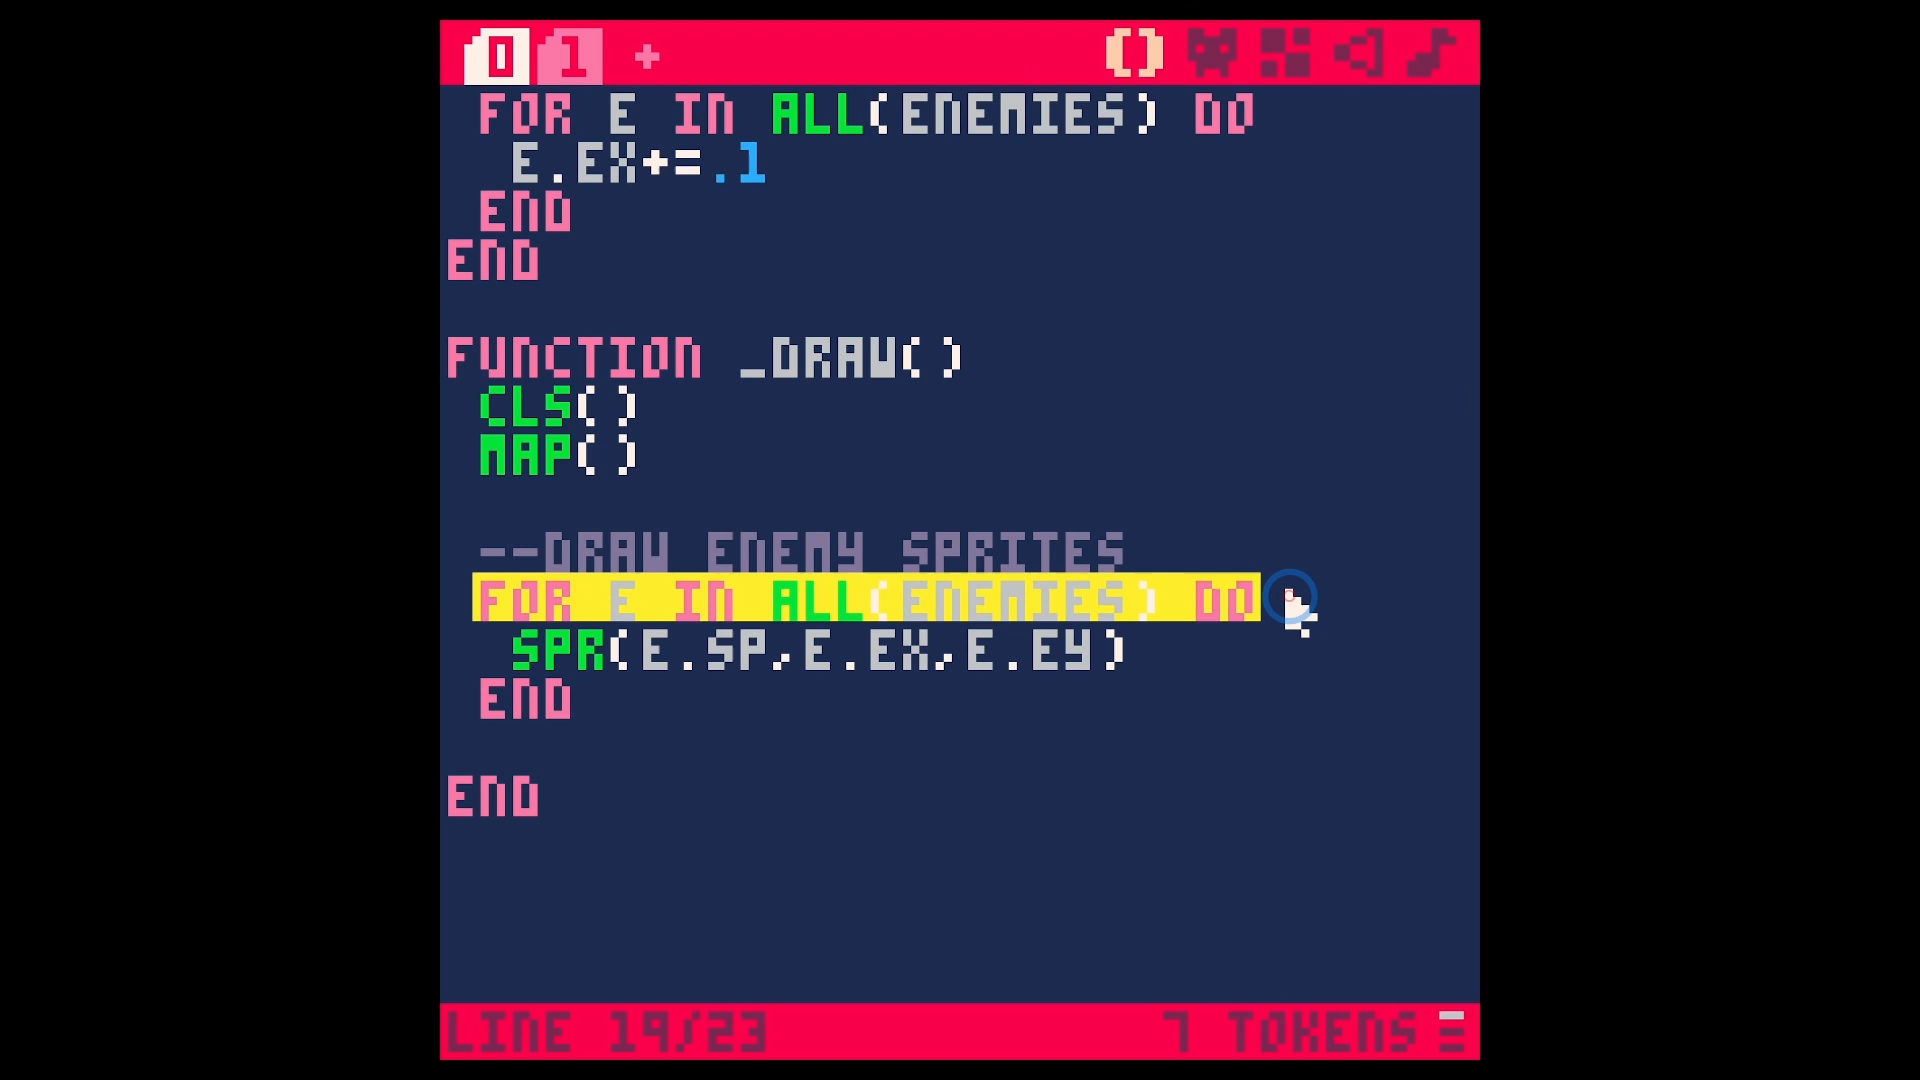 0 1 +
FOR E IN ALL(ENEMIES) DO
E.EX+=.1
END
END
FUNCTION _DRAW()
CLS()
MAP()
--DRAW ENEMY SPRITES
FOR E IN ALL(ENEMIES) DO
SPR(E.SP,E.EX,E.EY)
END
END
LINE 19/23 7 TOKENS